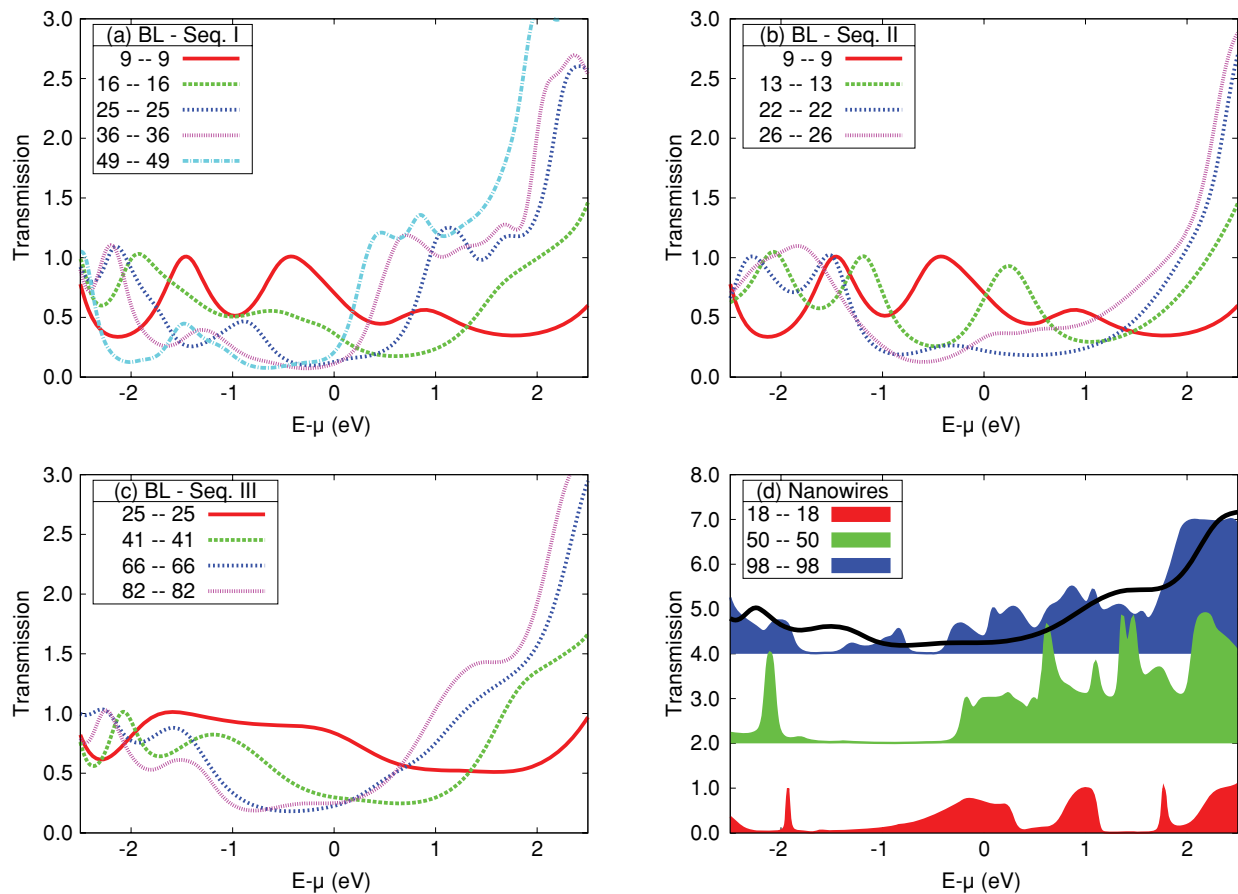 (a) BL - Seq. I
9 -- 9
16 -- 16
25 -- 25
36 -- 36
49 -- 49
Transmission
3.0
2.5
2.0
1.5
1.0
0.5
0.0
-2 -1 0 1 2
E-μ (eV)
(b) BL - Seq. II
9 -- 9
13 -- 13
22 -- 22
26 -- 26
Transmission
3.0
2.5
2.0
1.5
1.0
0.5
0.0
-2 -1 0 1 2
E-μ (eV)
(c) BL - Seq. III
25 -- 25
41 -- 41
66 -- 66
82 -- 82
Transmission
3.0
2.5
2.0
1.5
1.0
0.5
0.0
-2 -1 0 1 2
E-μ (eV)
(d) Nanowires
18 -- 18
50 -- 50
98 -- 98
Transmission
8.0
7.0
6.0
5.0
4.0
3.0
2.0
1.0
0.0
-2 -1 0 1 2
E-μ (eV)